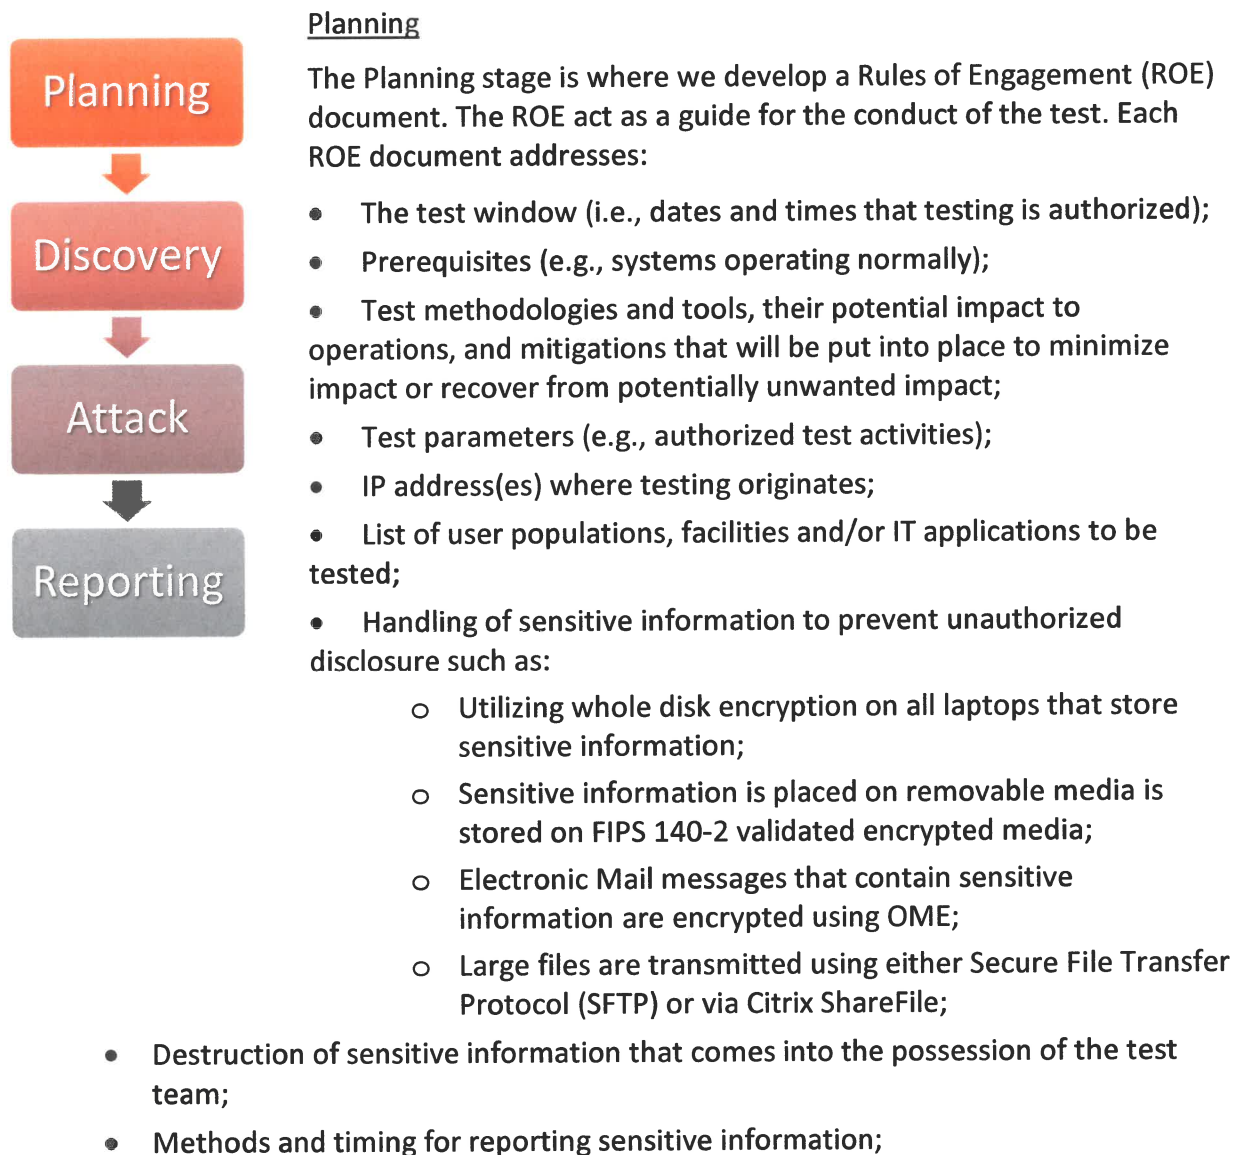 Planning
Discovery
Attack
Reporting
Planning
The Planning stage is where we develop a Rules of Engagement (ROE)
document. The ROE act as a guide for the conduct of the test. Each
ROE document addresses:
• The test window (i.e., dates and times that testing is authorized);
• Prerequisites (e.g., systems operating normally);
• Test methodologies and tools, their potential impact to
operations, and mitigations that will be put into place to minimize
impact or recover from potentially unwanted impact;
• Test parameters (e.g., authorized test activities);
• IP address(es) where testing originates;
• List of user populations, facilities and/or IT applications to be
tested;
• Handling of sensitive information to prevent unauthorized
disclosure such as:
o Utilizing whole disk encryption on all laptops that store
sensitive information;
o Sensitive information is placed on removable media is
stored on FIPS 140-2 validated encrypted media;
o Electronic Mail messages that contain sensitive
information are encrypted using OME;
o Large files are transmitted using either Secure File Transfer
Protocol (SFTP) or via Citrix ShareFile;
• Destruction of sensitive information that comes into the possession of the test
team;
• Methods and timing for reporting sensitive information;